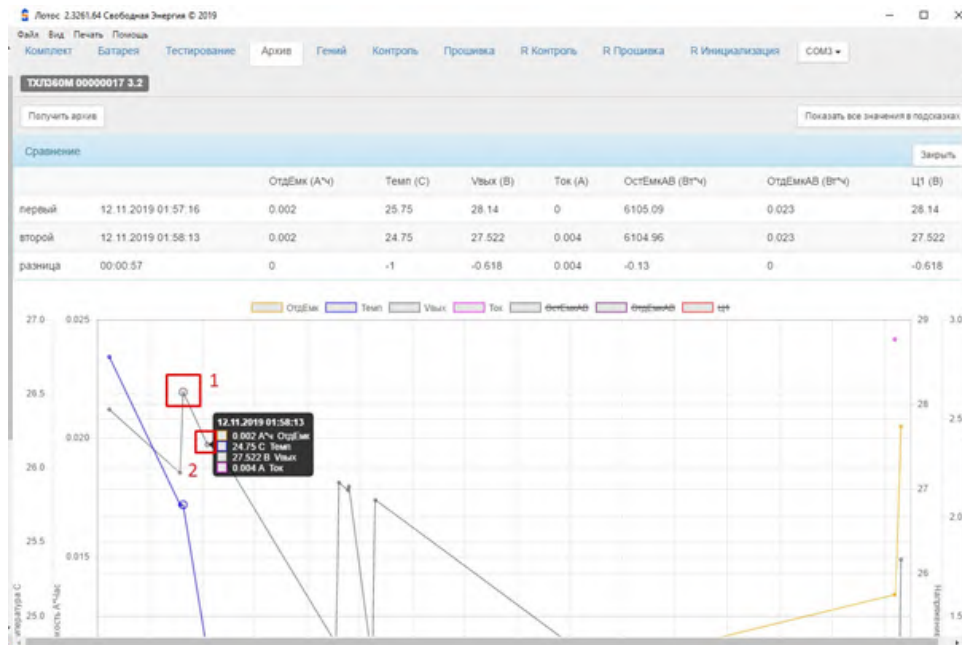 Лотос 2.3261.64 Свободная Энергия © 2019
Файл Вид Печать Помощь
Комплект Батарея Тестирование Архив Гений Контроль Прошивка R Контроль R Прошивка R Инициализация COM3
ТХЛ360М 00000017 3.2
Получить архив Показать все значения в подсказках
Сравнение Закрыть
ОтдЕмк (А*ч) Темп (С) Vвых (В) Ток (А) ОстЕмкАВ (Вт*ч) ОтдЕмкАВ (Вт*ч) Ц1 (В)
первый 12.11.2019 01:57:16 0.002 25.75 28.14 0 6105.09 0.023 28.14
второй 12.11.2019 01:58:13 0.002 24.75 27.522 0.004 6104.96 0.023 27.522
разница 00:00:57 0 -1 -0.618 0.004 -0.13 0 -0.618
ОтдЕмк Темп Vвых Ток ОстЕмкАВ ОтдЕмкАВ Ц1
27.0 0.025 29 3.0
1
26.5 28
12.11.2019 01:58:13
0.020 0.002 А*ч ОтдЕмк
24.75 С Темп
27.522 В Vвых
0.004 А Ток
2
26.0 27
2.0
25.5
0.015
26
25.0 1.5